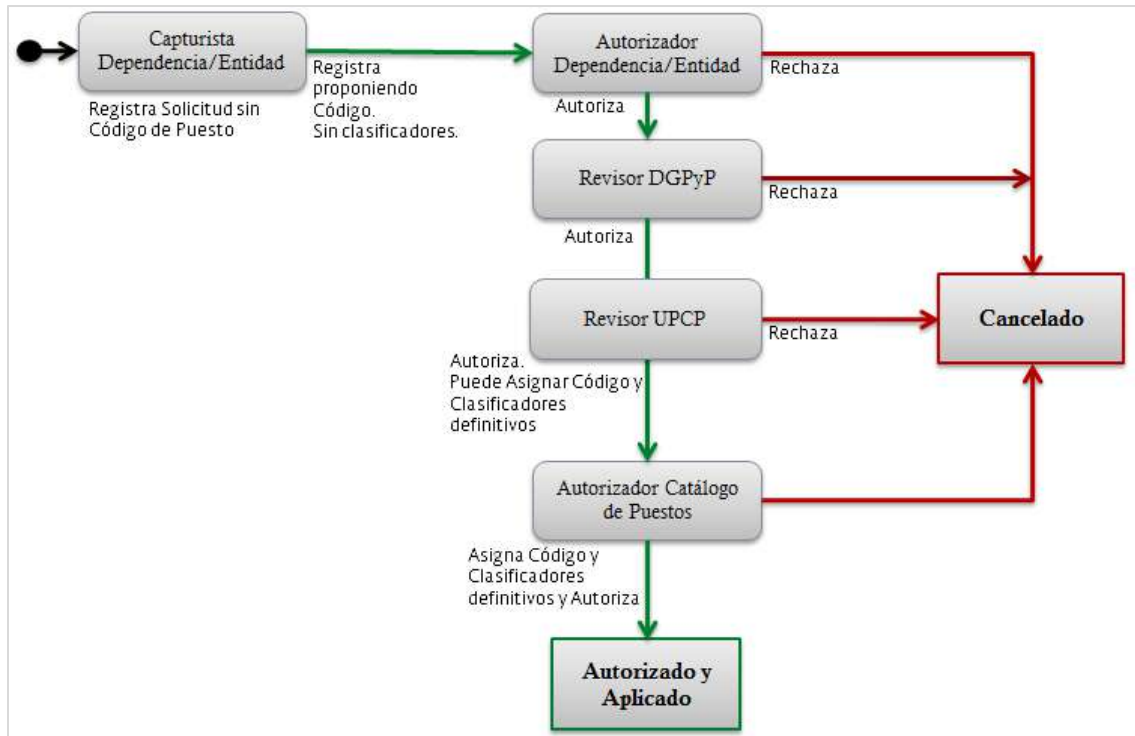 Capturista
Dependencia/Entidad
Registra Solicitud sin
Código de Puesto
Registra
proponiendo
Código.
Sin clasificadores.
Autorizador
Dependencia/Entidad
Rechaza
Autoriza
Revisor DGPyP
Rechaza
Autoriza
Revisor UPCP
Rechaza
Cancelado
Autoriza.
Puede Asignar Código y
Clasificadores
definitivos
Autorizador Catálogo
de Puestos
Asigna Código y
Clasificadores
definitivos y Autoriza
Autorizado y
Aplicado